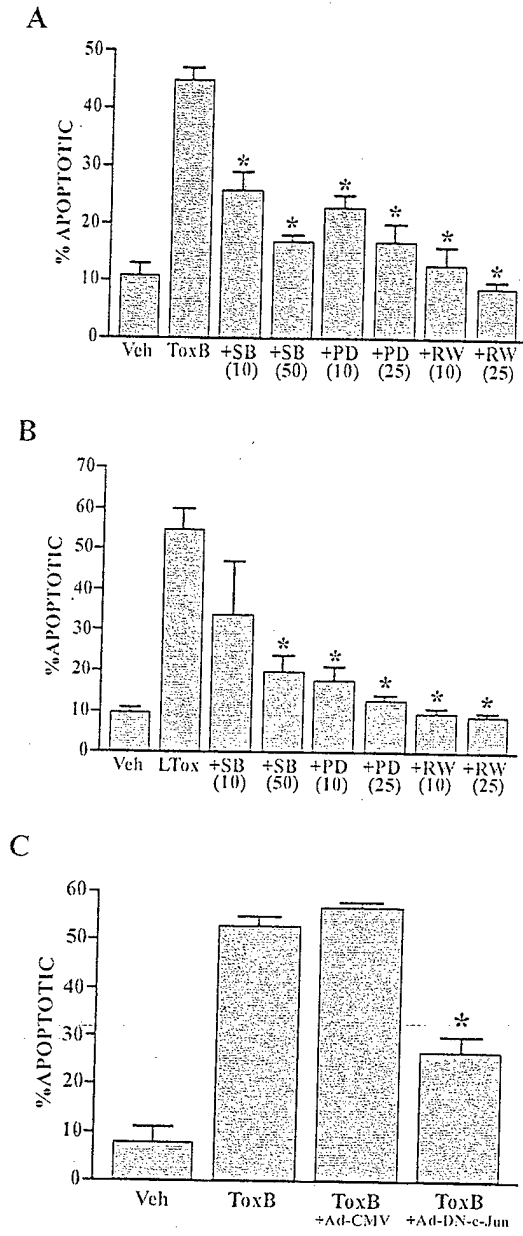 A
% APOPTOTIC
50
40
30
20
10
0
* * * * * *
Veh ToxB +SB +SB +PD +PD +RW +RW
(10) (50) (10) (25) (10) (25)
B
%APOPTOTIC
70
60
50
40
30
20
10
0
* * * * *
Veh LTox +SB +SB +PD +PD +RW +RW
(10) (50) (10) (25) (10) (25)
C
%APOPTOTIC
60
50
40
30
20
10
0
*
Veh ToxB ToxB ToxB
+Ad-CMV +Ad-DN-c-Jun